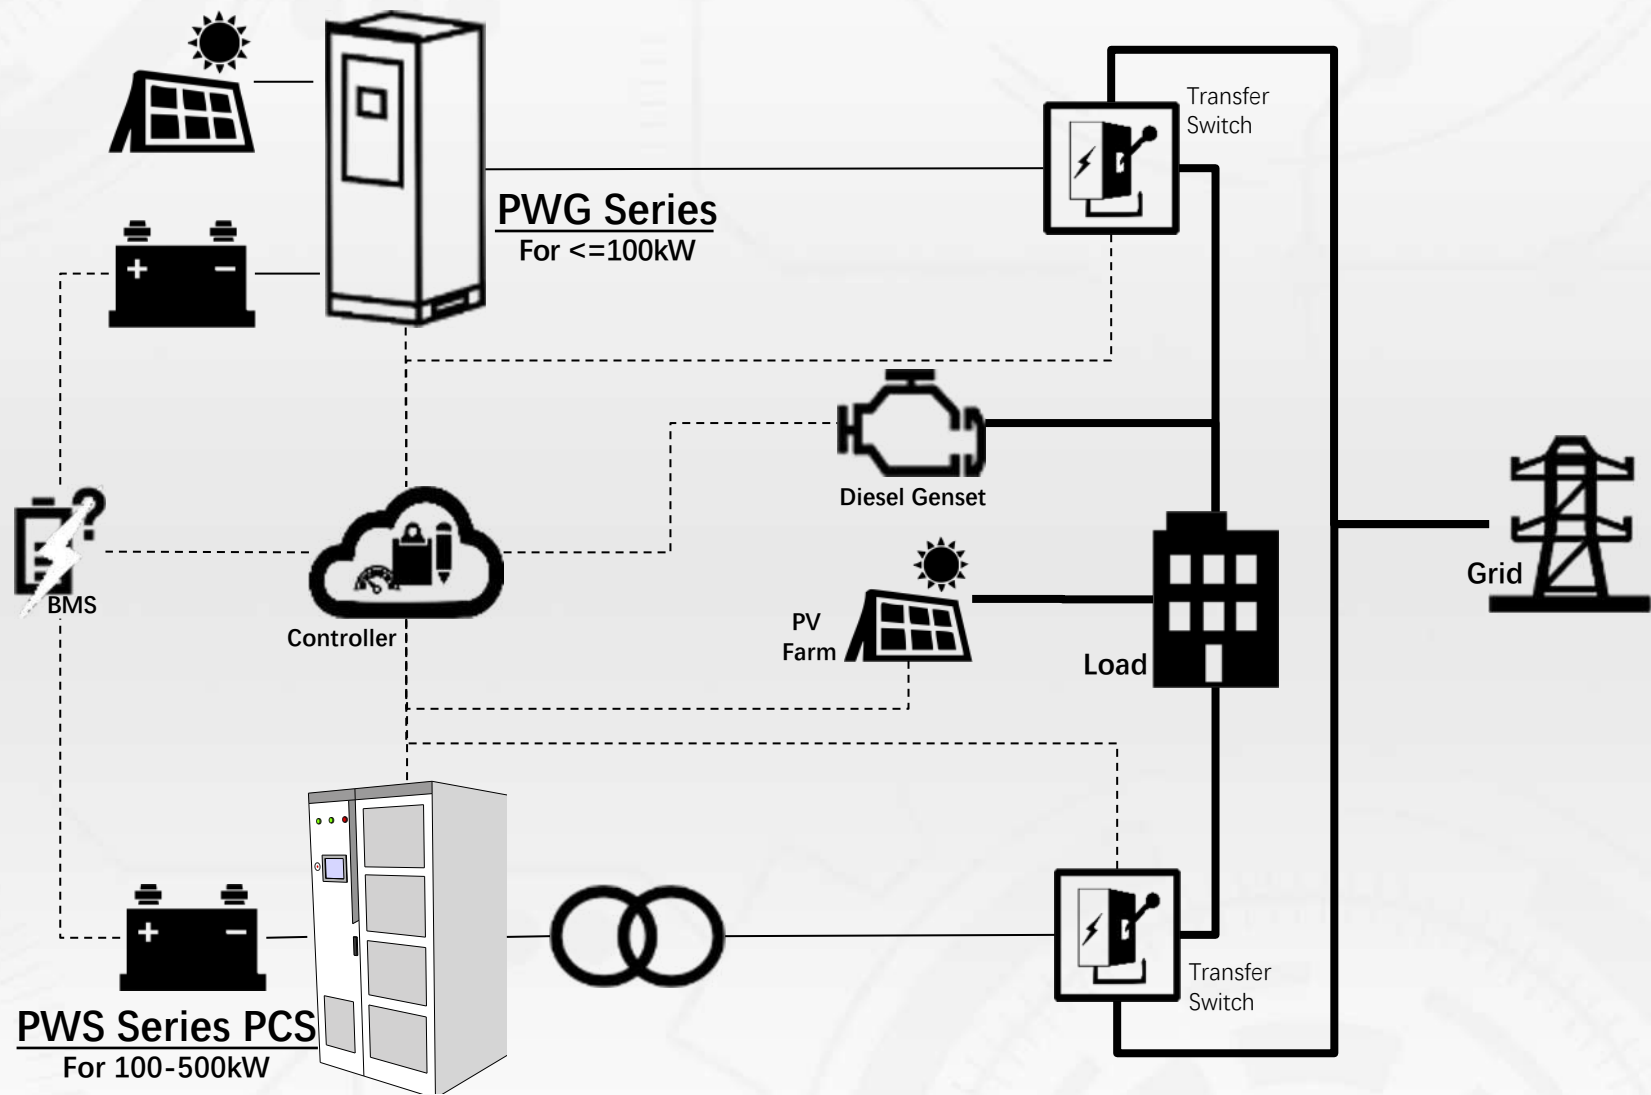 Transfer
Switch
PWG Series
For <=100kW
+ −
Diesel Genset
Grid
?
BMS
PV
Farm
Controller
Load
+ −
Transfer
Switch
PWS Series PCS
For 100-500kW